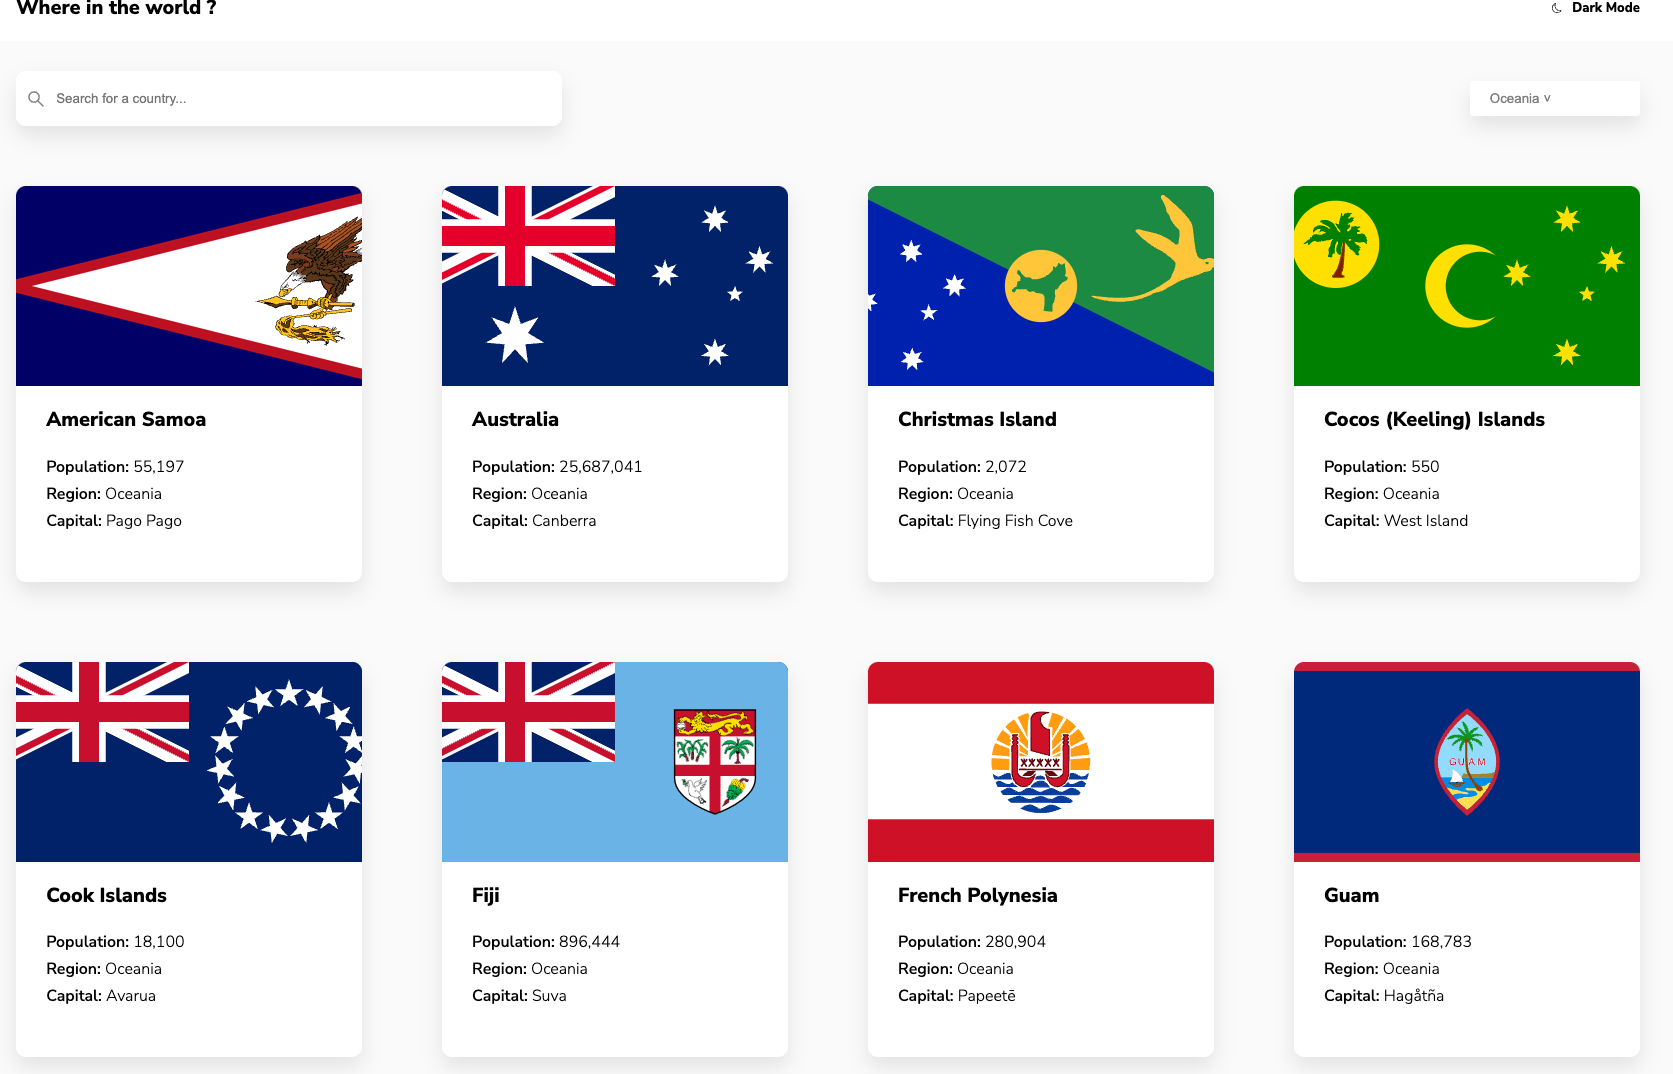 Where in the world ?
Dark Mode
Search for a country...
Oceania ˅
American Samoa
Population: 55,197
Region: Oceania
Capital: Pago Pago
Australia
Population: 25,687,041
Region: Oceania
Capital: Canberra
Christmas Island
Population: 2,072
Region: Oceania
Capital: Flying Fish Cove
Cocos (Keeling) Islands
Population: 550
Region: Oceania
Capital: West Island
Cook Islands
Population: 18,100
Region: Oceania
Capital: Avarua
Fiji
Population: 896,444
Region: Oceania
Capital: Suva
French Polynesia
Population: 280,904
Region: Oceania
Capital: Papeetē
GUAM
Guam
Population: 168,783
Region: Oceania
Capital: Hagåtña